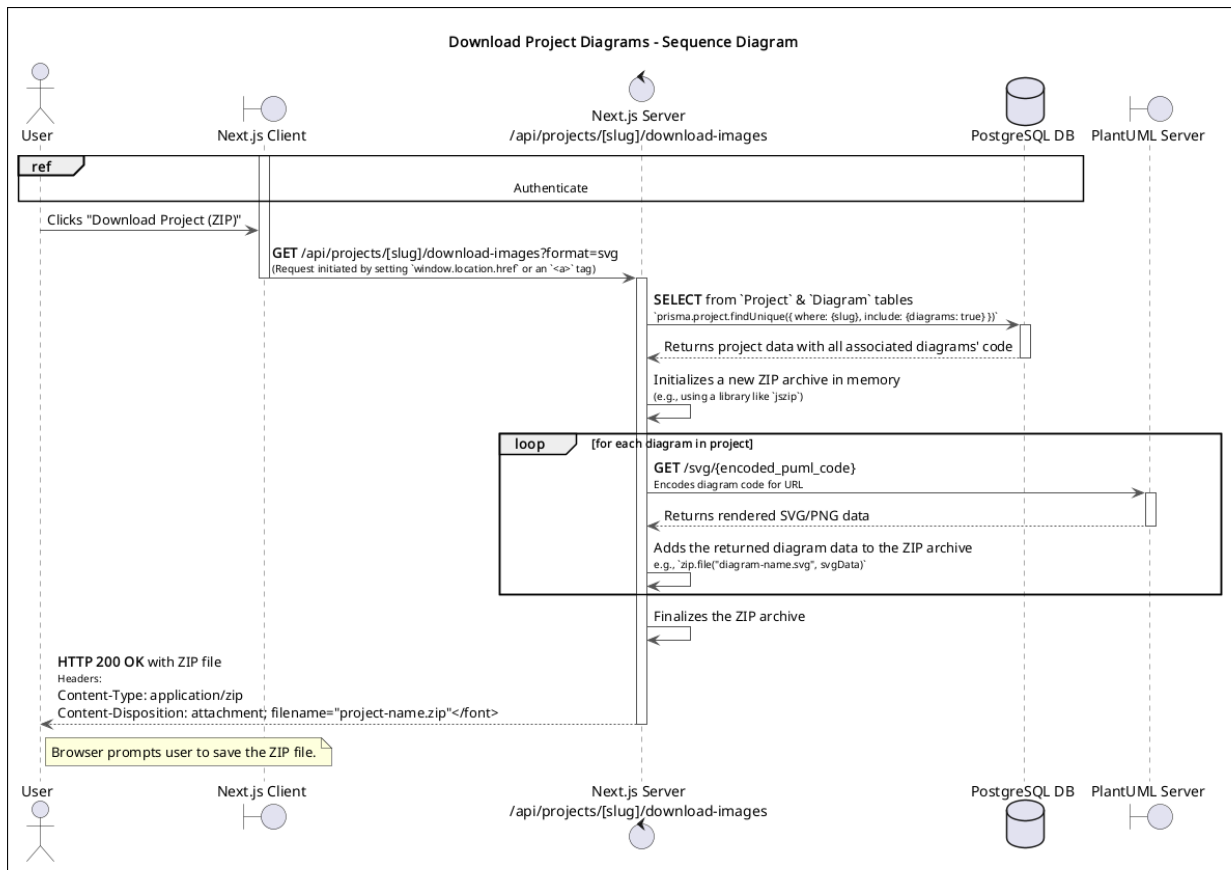 Download Project Diagrams - Sequence Diagram
User
Next.js Client
Next.js Server
/api/projects/[slug]/download-images
PostgreSQL DB
PlantUML Server
ref
Authenticate
Clicks "Download Project (ZIP)"
GET /api/projects/[slug]/download-images?format=svg
(Request initiated by setting `window.location.href` or an `<a>` tag)
SELECT from `Project` & `Diagram` tables
`prisma.project.findUnique({ where: {slug}, include: {diagrams: true} })`
Returns project data with all associated diagrams' code
Initializes a new ZIP archive in memory
(e.g., using a library like `jszip`)
loop [for each diagram in project]
GET /svg/{encoded_puml_code}
Encodes diagram code for URL
Returns rendered SVG/PNG data
Adds the returned diagram data to the ZIP archive
e.g., `zip.file("diagram-name.svg", svgData)`
Finalizes the ZIP archive
HTTP 200 OK with ZIP file
Headers:
Content-Type: application/zip
Content-Disposition: attachment; filename="project-name.zip"</font>
Browser prompts user to save the ZIP file.
User
Next.js Client
Next.js Server
/api/projects/[slug]/download-images
PostgreSQL DB
PlantUML Server